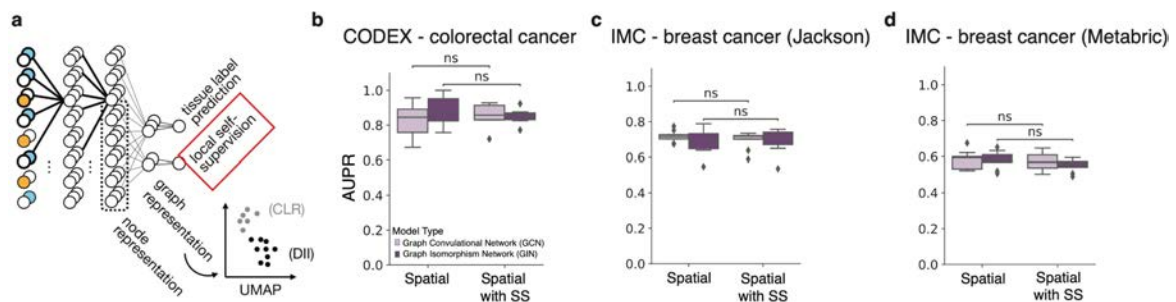 a
tissue label
prediction
local self-
supervision
graph
representation
node
representation
(CLR)
(DII)
UMAP
b
CODEX - colorectal cancer
ns
ns
1.0
0.8
0.6
0.4
0.2
0.0
AUPR
Model Type
Graph Convulational Network (GCN)
Graph Isomorphism Network (GIN)
Spatial
Spatial
with SS
c
IMC - breast cancer (Jackson)
ns
ns
1.0
0.8
0.6
0.4
0.2
0.0
Spatial
Spatial
with SS
d
IMC - breast cancer (Metabric)
ns
ns
1.0
0.8
0.6
0.4
0.2
0.0
Spatial
Spatial
with SS